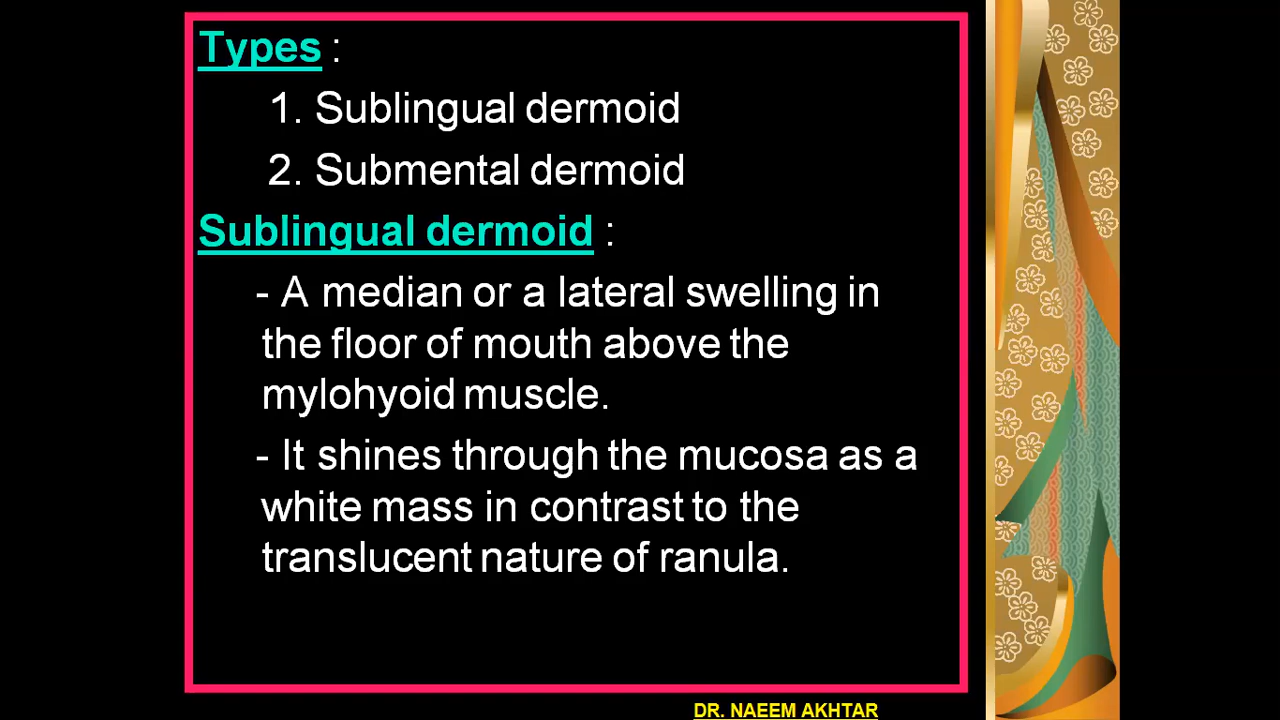 Types :
1. Sublingual dermoid
2. Submental dermoid
Sublingual dermoid :
- A median or a lateral swelling in
the floor of mouth above the
mylohyoid muscle.
- It shines through the mucosa as a
white mass in contrast to the
translucent nature of ranula.
DR. NAEEM AKHTAR